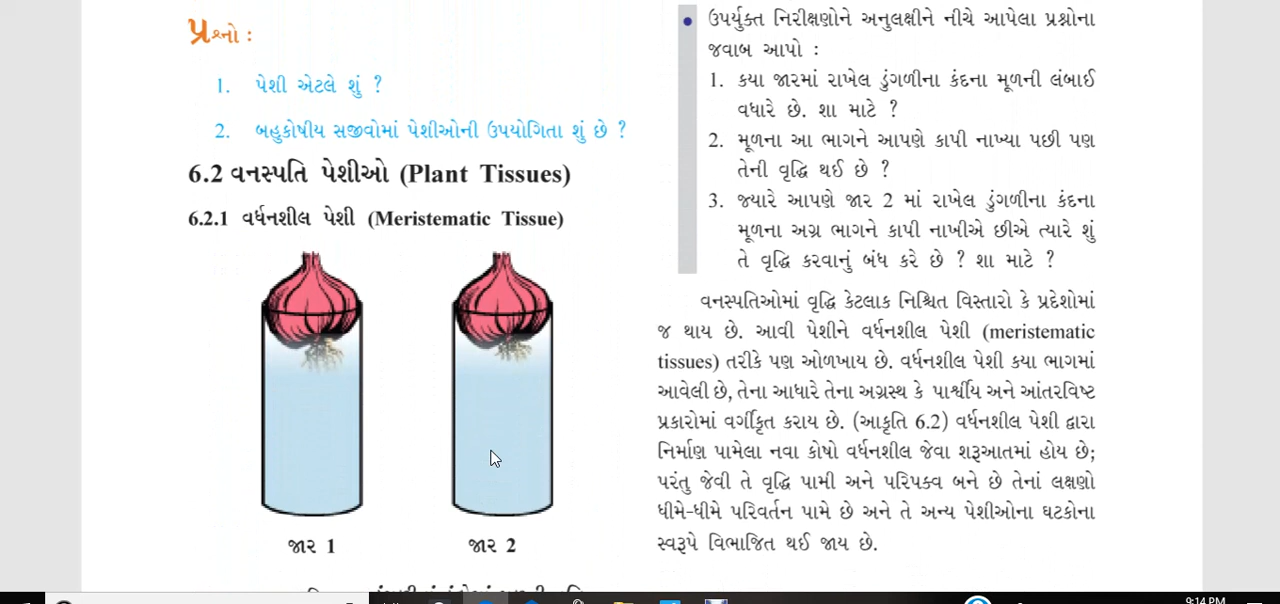 પ્રશ્નો :
1. પેશી એટલે શું ?
2. બહુકોષીય સજીવોમાં પેશીઓની ઉપયોગિતા શું છે ?
6.2 વનસ્પતિ પેશીઓ (Plant Tissues)
6.2.1 વર્ધનશીલ પેશી (Meristematic Tissue)
જાર 1 જાર 2
• ઉપર્યુક્ત નિરીક્ષણોને અનુલક્ષીને નીચે આપેલા પ્રશ્નોના
જવાબ આપો :
1. કયા જારમાં રાખેલ ડુંગળીના કંદના મૂળની લંબાઈ
વધારે છે. શા માટે ?
2. મૂળના આ ભાગને આપણે કાપી નાખ્યા પછી પણ
તેની વૃદ્ધિ થઈ છે ?
3. જ્યારે આપણે જાર 2 માં રાખેલ ડુંગળીના કંદના
મૂળના અગ્ર ભાગને કાપી નાખીએ છીએ ત્યારે શું
તે વૃદ્ધિ કરવાનું બંધ કરે છે ? શા માટે ?
વનસ્પતિઓમાં વૃદ્ધિ કેટલાક નિશ્ચિત વિસ્તારો કે પ્રદેશોમાં
જ થાય છે. આવી પેશીને વર્ધનશીલ પેશી (meristematic
tissues) તરીકે પણ ઓળખાય છે. વર્ધનશીલ પેશી કયા ભાગમાં
આવેલી છે, તેના આધારે તેના અગ્રસ્થ કે પાર્શ્વીય અને આંતરવિષ્ટ
પ્રકારોમાં વર્ગીકૃત કરાય છે. (આકૃતિ 6.2) વર્ધનશીલ પેશી દ્વારા
નિર્માણ પામેલા નવા કોષો વર્ધનશીલ જેવા શરૂઆતમાં હોય છે;
પરંતુ જેવી તે વૃદ્ધિ પામી અને પરિપક્વ બને છે તેનાં લક્ષણો
ધીમે-ધીમે પરિવર્તન પામે છે અને તે અન્ય પેશીઓના ઘટકોના
સ્વરૂપે વિભાજિત થઈ જાય છે.
9:14 PM